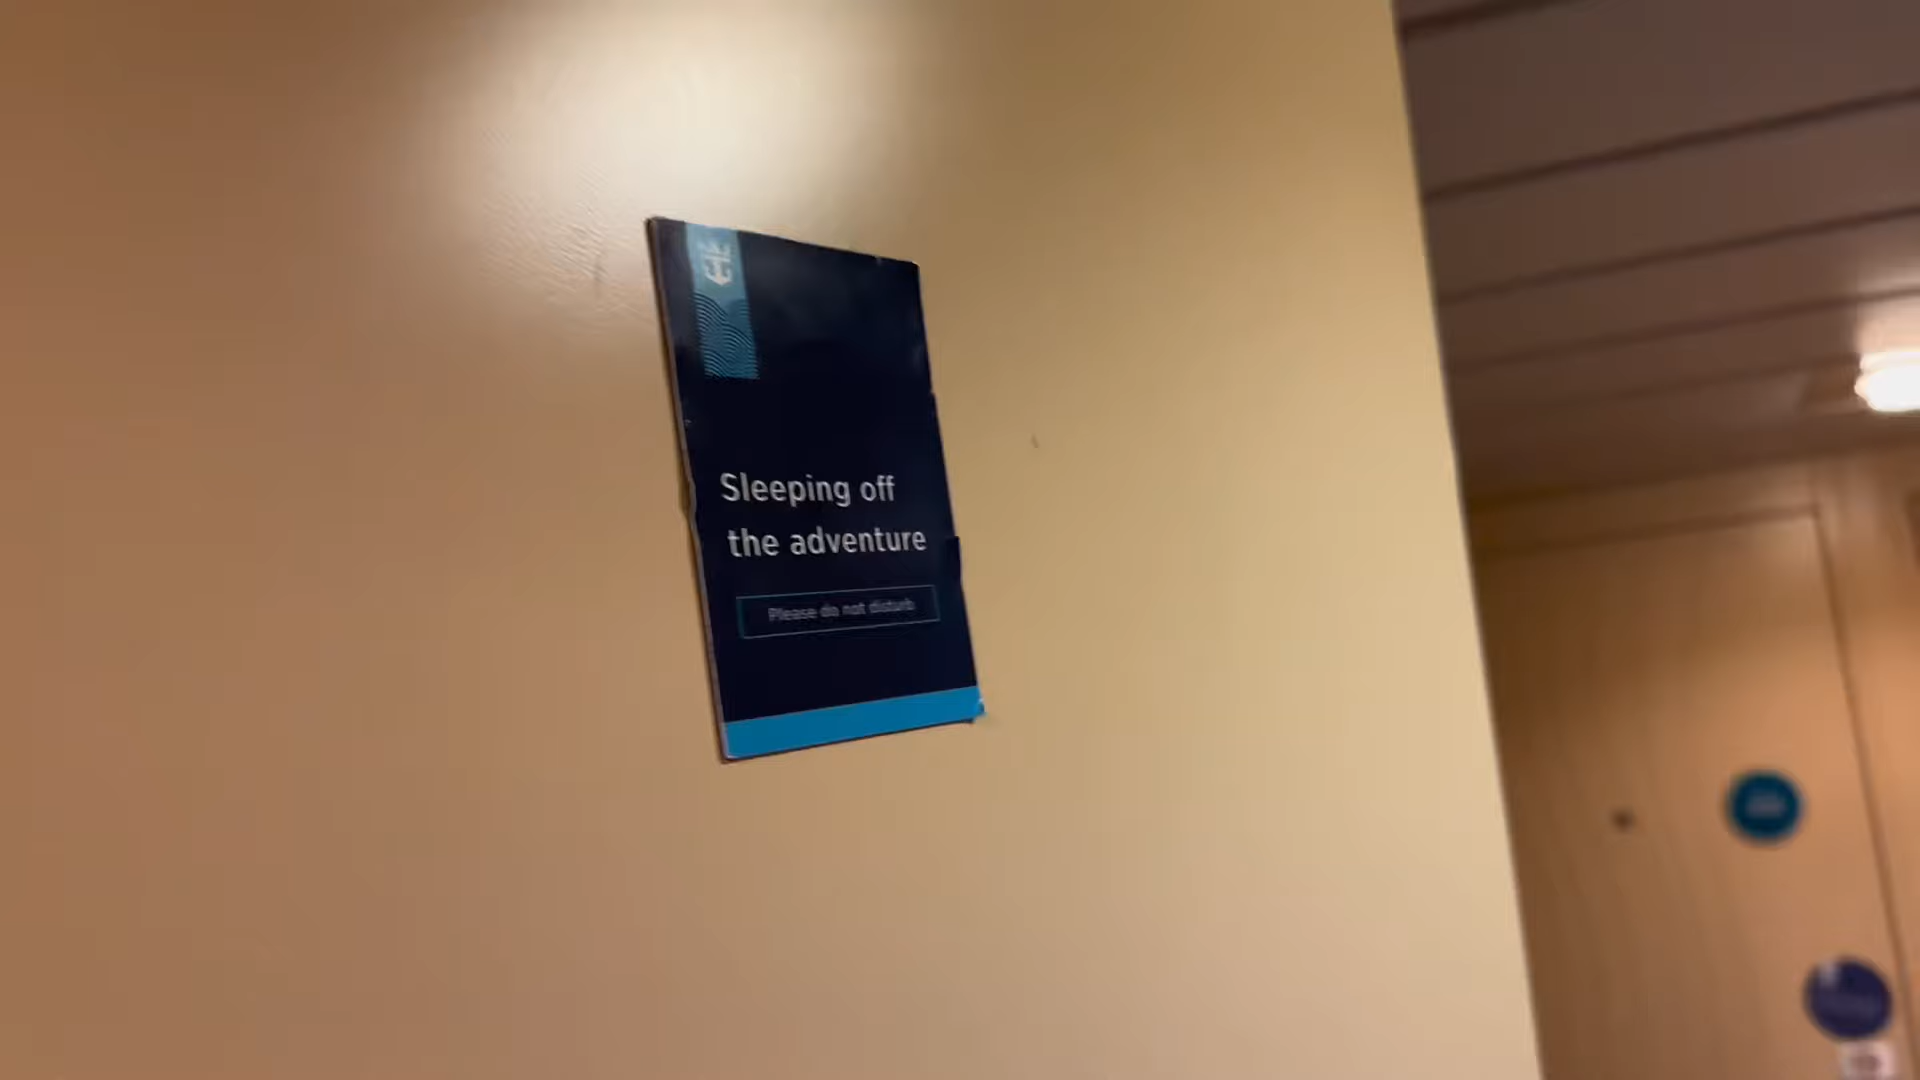 Sleeping off
the adventure
Please do not disturb